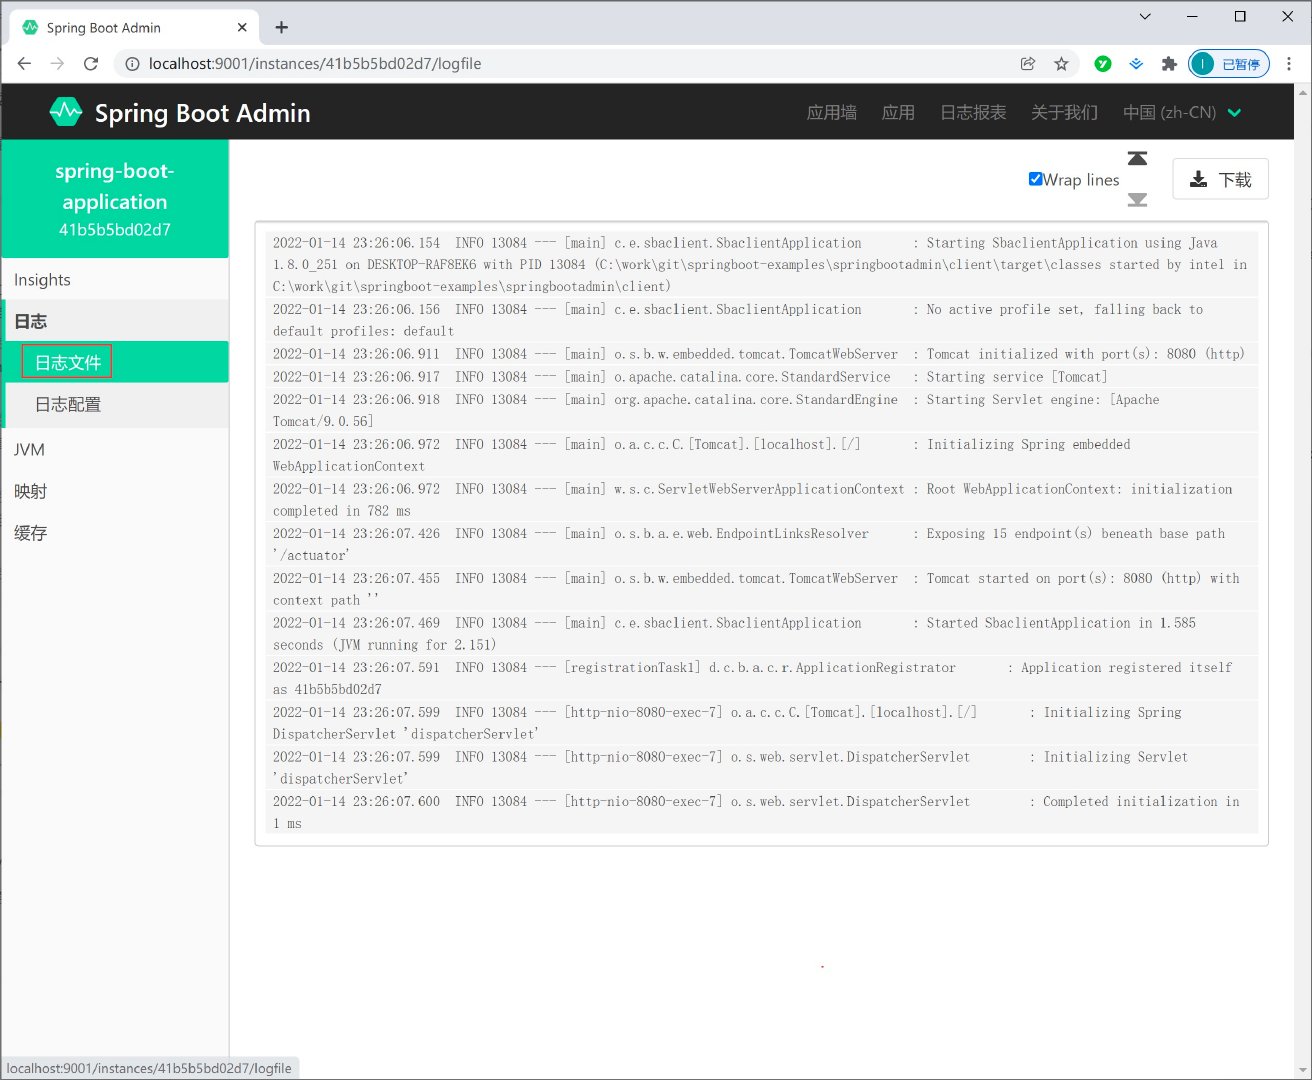 Spring Boot Admin
localhost:9001/instances/41b5b5bd02d7/logfile
I 已暂停
Spring Boot Admin 应用墙 应用 日志报表 关于我们 中国 (zh-CN)
spring-boot-
application
41b5b5bd02d7
Insights
日志
日志文件
日志配置
JVM
映射
缓存
Wrap lines 下载
2022-01-14 23:26:06.154  INFO 13084 --- [main] c.e.sbaclient.SbaclientApplication       : Starting SbaclientApplication using Java
1.8.0_251 on DESKTOP-RAF8EK6 with PID 13084 (C:\work\git\springboot-examples\springbootadmin\client\target\classes started by intel in
C:\work\git\springboot-examples\springbootadmin\client)
2022-01-14 23:26:06.156  INFO 13084 --- [main] c.e.sbaclient.SbaclientApplication       : No active profile set, falling back to
default profiles: default
2022-01-14 23:26:06.911  INFO 13084 --- [main] o.s.b.w.embedded.tomcat.TomcatWebServer  : Tomcat initialized with port(s): 8080 (http)
2022-01-14 23:26:06.917  INFO 13084 --- [main] o.apache.catalina.core.StandardService   : Starting service [Tomcat]
2022-01-14 23:26:06.918  INFO 13084 --- [main] org.apache.catalina.core.StandardEngine  : Starting Servlet engine: [Apache
Tomcat/9.0.56]
2022-01-14 23:26:06.972  INFO 13084 --- [main] o.a.c.c.C.[Tomcat].[localhost].[/]       : Initializing Spring embedded
WebApplicationContext
2022-01-14 23:26:06.972  INFO 13084 --- [main] w.s.c.ServletWebServerApplicationContext : Root WebApplicationContext: initialization
completed in 782 ms
2022-01-14 23:26:07.426  INFO 13084 --- [main] o.s.b.a.e.web.EndpointLinksResolver      : Exposing 15 endpoint(s) beneath base path
'/actuator'
2022-01-14 23:26:07.455  INFO 13084 --- [main] o.s.b.w.embedded.tomcat.TomcatWebServer  : Tomcat started on port(s): 8080 (http) with
context path ''
2022-01-14 23:26:07.469  INFO 13084 --- [main] c.e.sbaclient.SbaclientApplication       : Started SbaclientApplication in 1.585
seconds (JVM running for 2.151)
2022-01-14 23:26:07.591  INFO 13084 --- [registrationTask1] d.c.b.a.c.r.ApplicationRegistrator       : Application registered itself
as 41b5b5bd02d7
2022-01-14 23:26:07.599  INFO 13084 --- [http-nio-8080-exec-7] o.a.c.c.C.[Tomcat].[localhost].[/]       : Initializing Spring
DispatcherServlet 'dispatcherServlet'
2022-01-14 23:26:07.599  INFO 13084 --- [http-nio-8080-exec-7] o.s.web.servlet.DispatcherServlet        : Initializing Servlet
'dispatcherServlet'
2022-01-14 23:26:07.600  INFO 13084 --- [http-nio-8080-exec-7] o.s.web.servlet.DispatcherServlet        : Completed initialization in
1 ms
localhost:9001/instances/41b5b5bd02d7/logfile